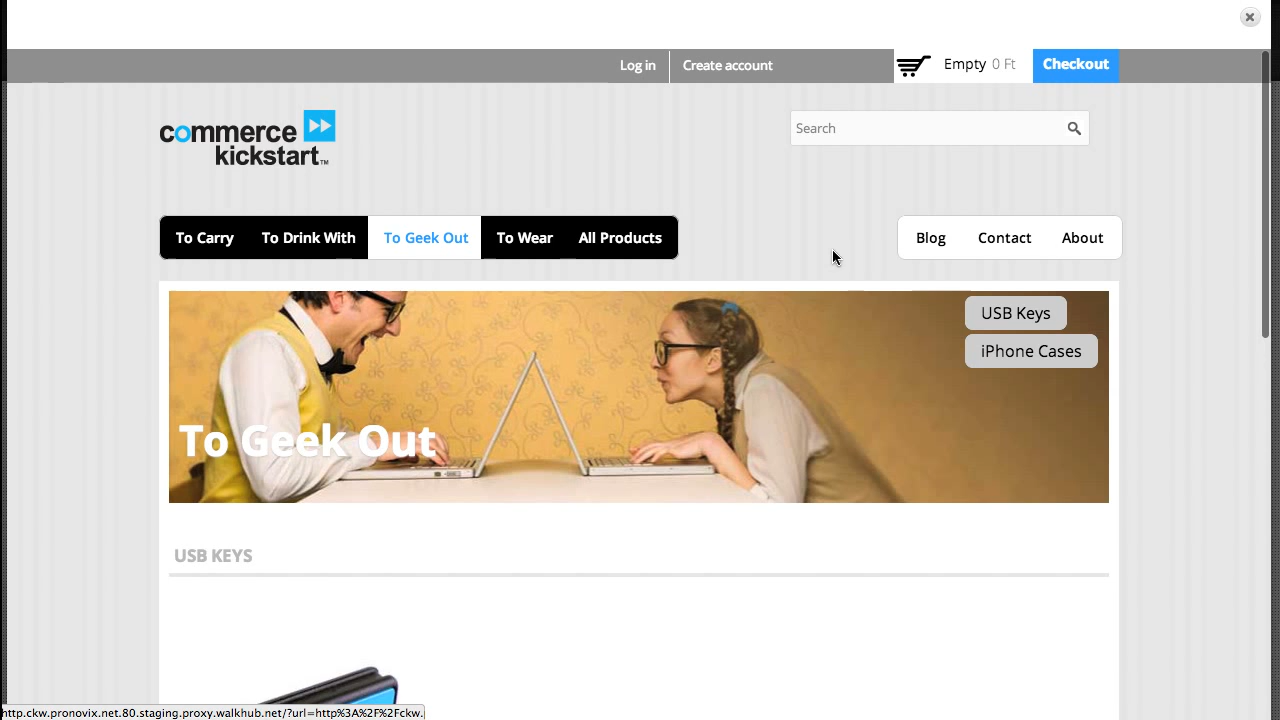 Log in
Create account
Empty 0 Ft
Checkout
commerce
kickstart™
Search
To Carry
To Drink With
To Geek Out
To Wear
All Products
Blog
Contact
About
USB Keys
iPhone Cases
To Geek Out
USB KEYS
http.ckw.pronovix.net.80.staging.proxy.walkhub.net/?url=http%3A%2F%2Fckw.